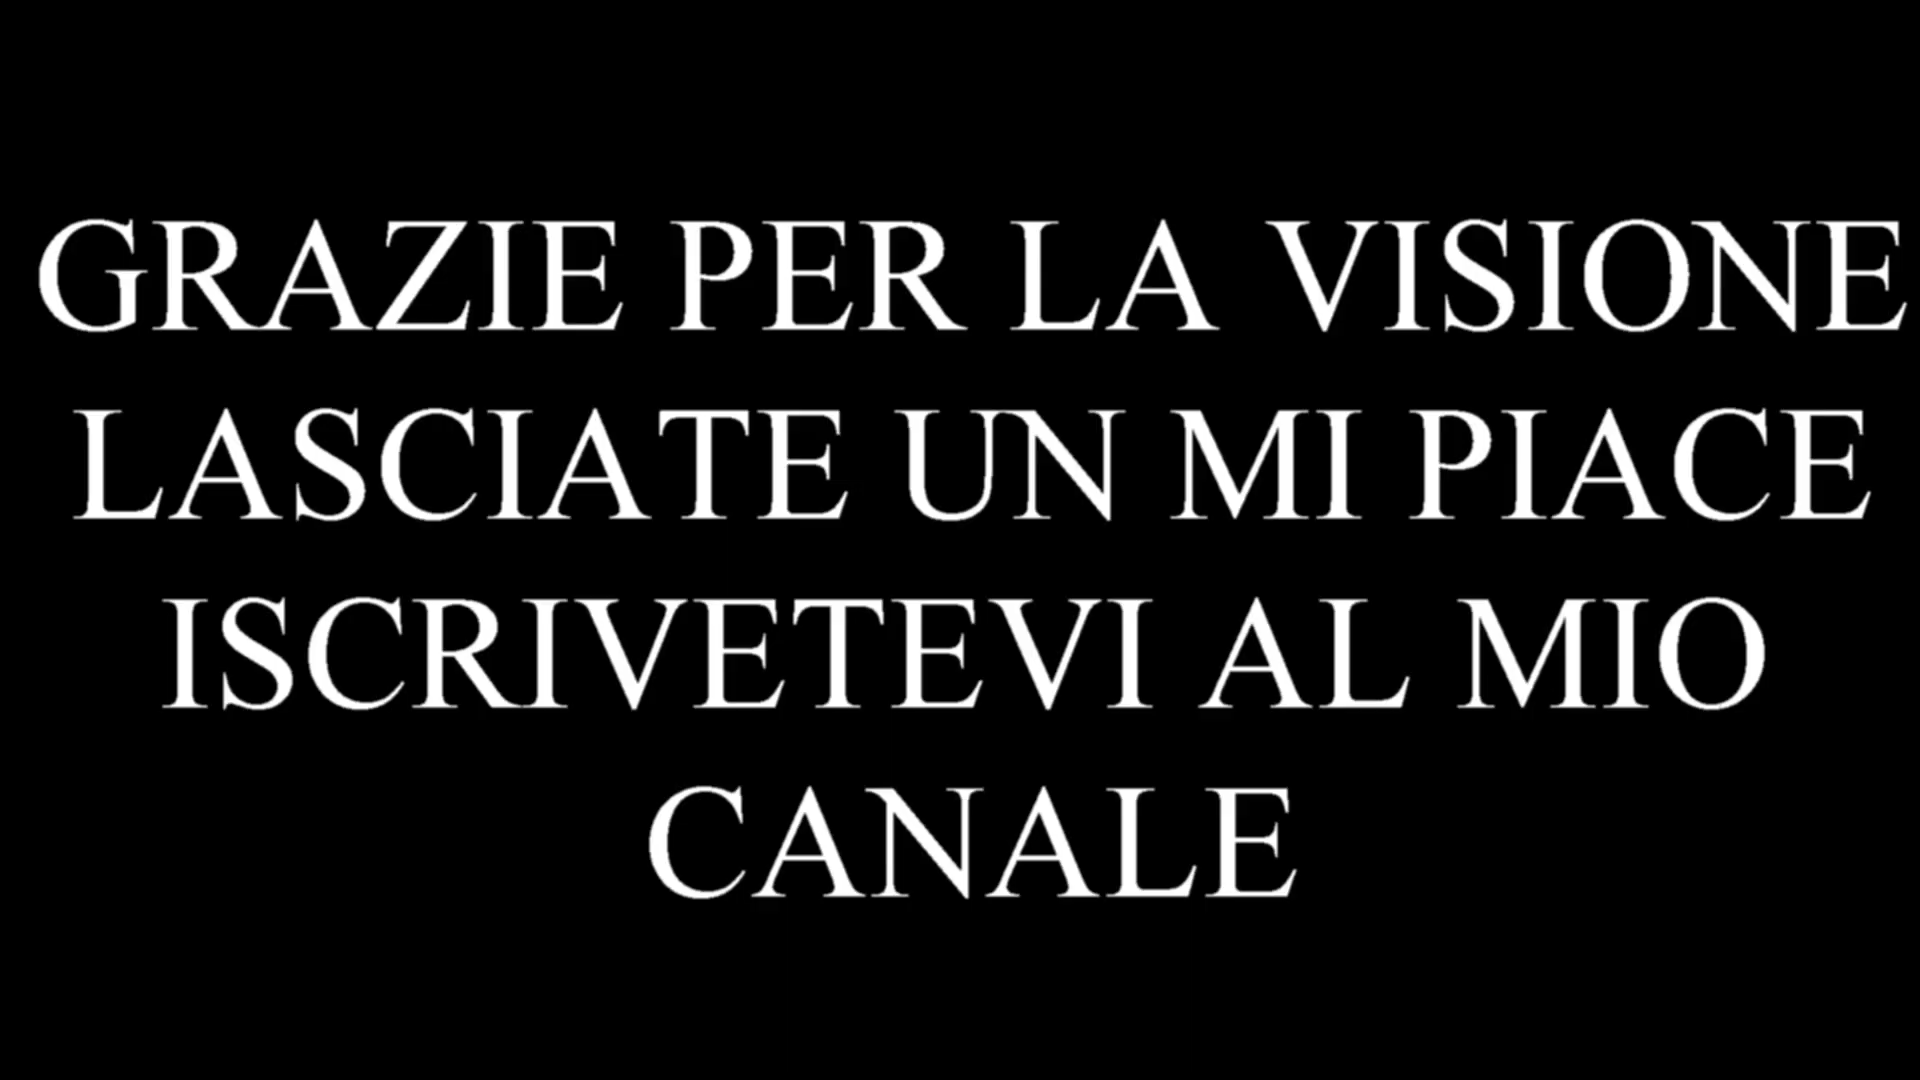 GRAZIE PER LA VISIONE
LASCIATE UN MI PIACE
ISCRIVETEVI AL MIO
CANALE